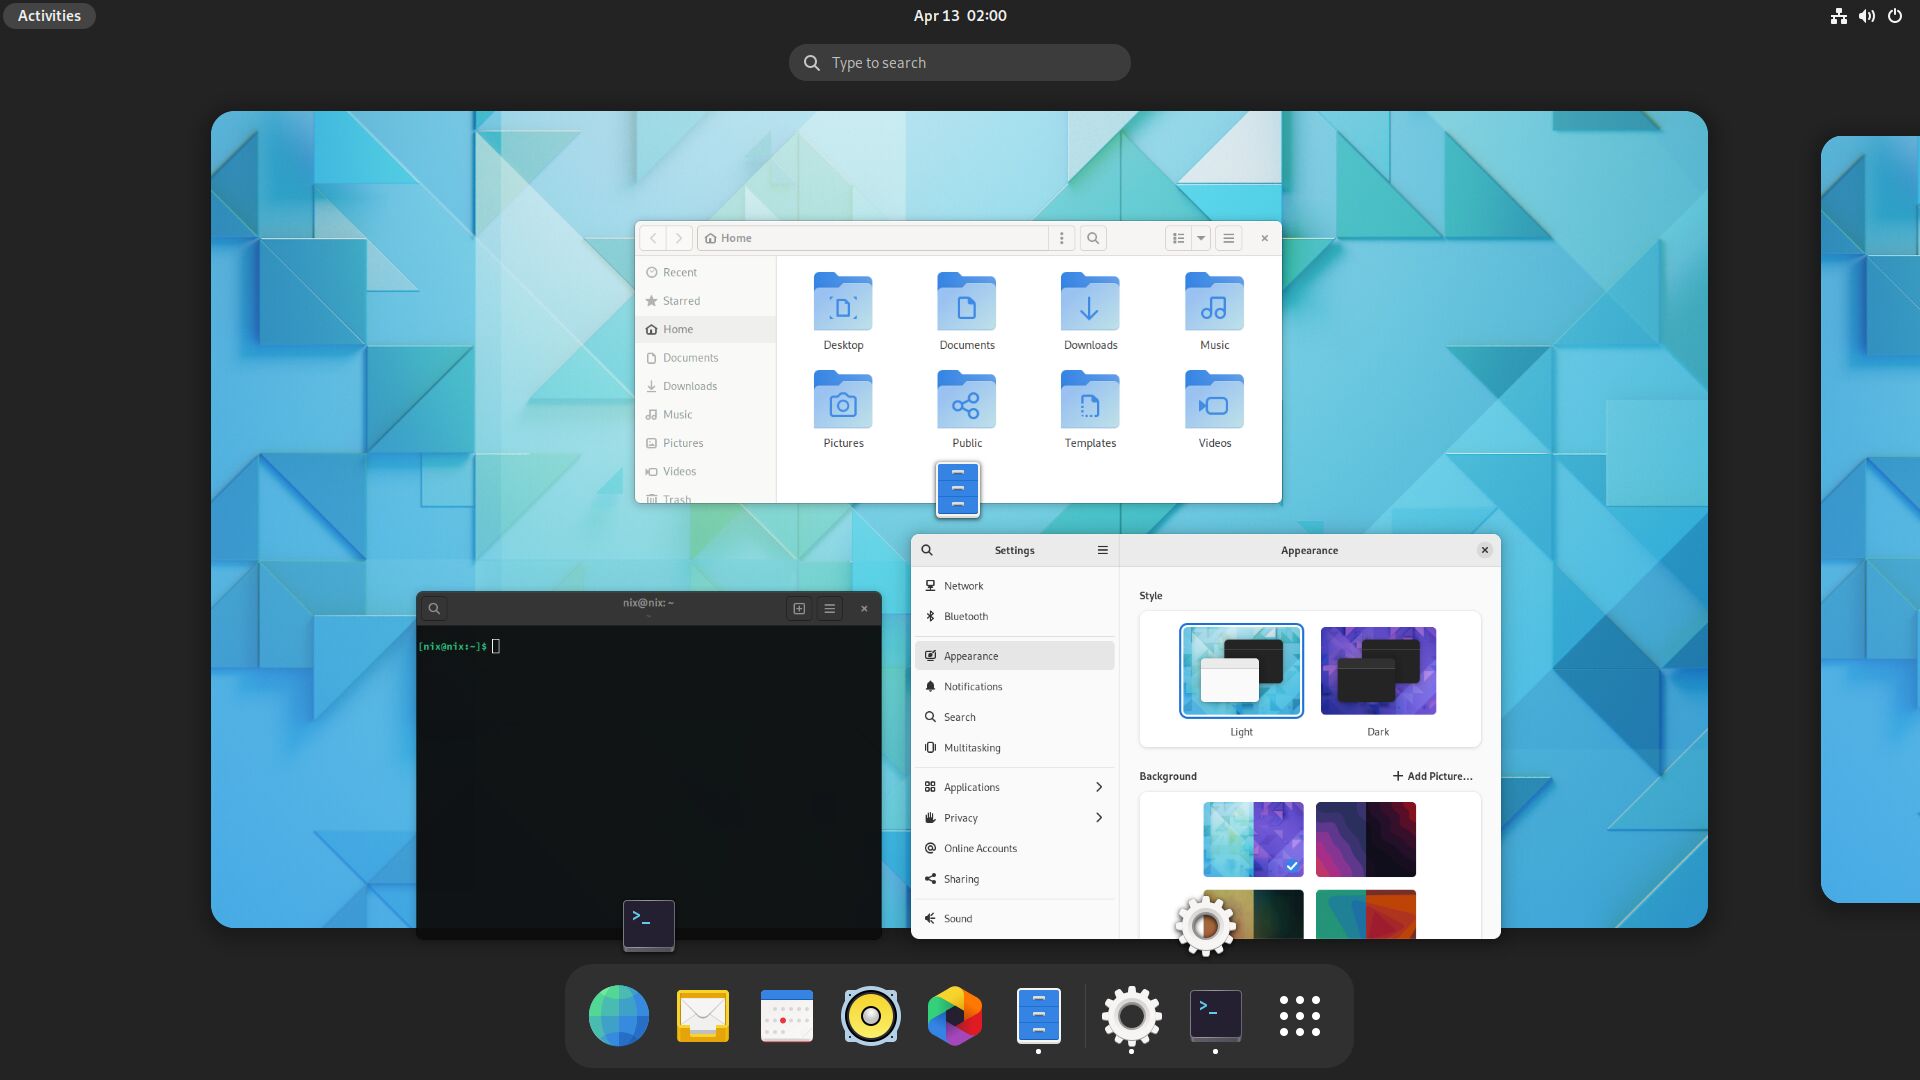 Activities
Apr 13 02:00
Type to search
Home
Recent
Starred
Home
Documents
Downloads
Music
Pictures
Videos
Trash
Desktop
Documents
Downloads
Music
Pictures
Public
Templates
Videos
nix@nix: ~
~
[nix@nix:~]$
>_
Settings
Network
Bluetooth
Appearance
Notifications
Search
Multitasking
Applications
Privacy
Online Accounts
Sharing
Sound
Appearance
Style
Light
Dark
Background
Add Picture…
>_